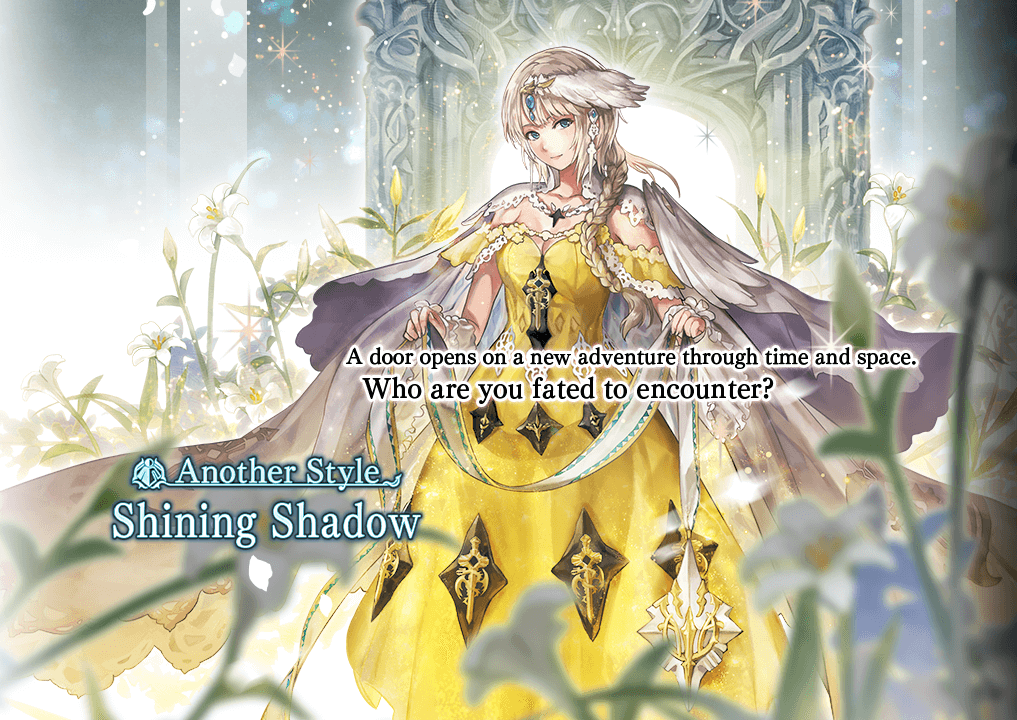 A door opens on a new adventure through time and space.
Who are you fated to encounter?
Another Style
Shining Shadow